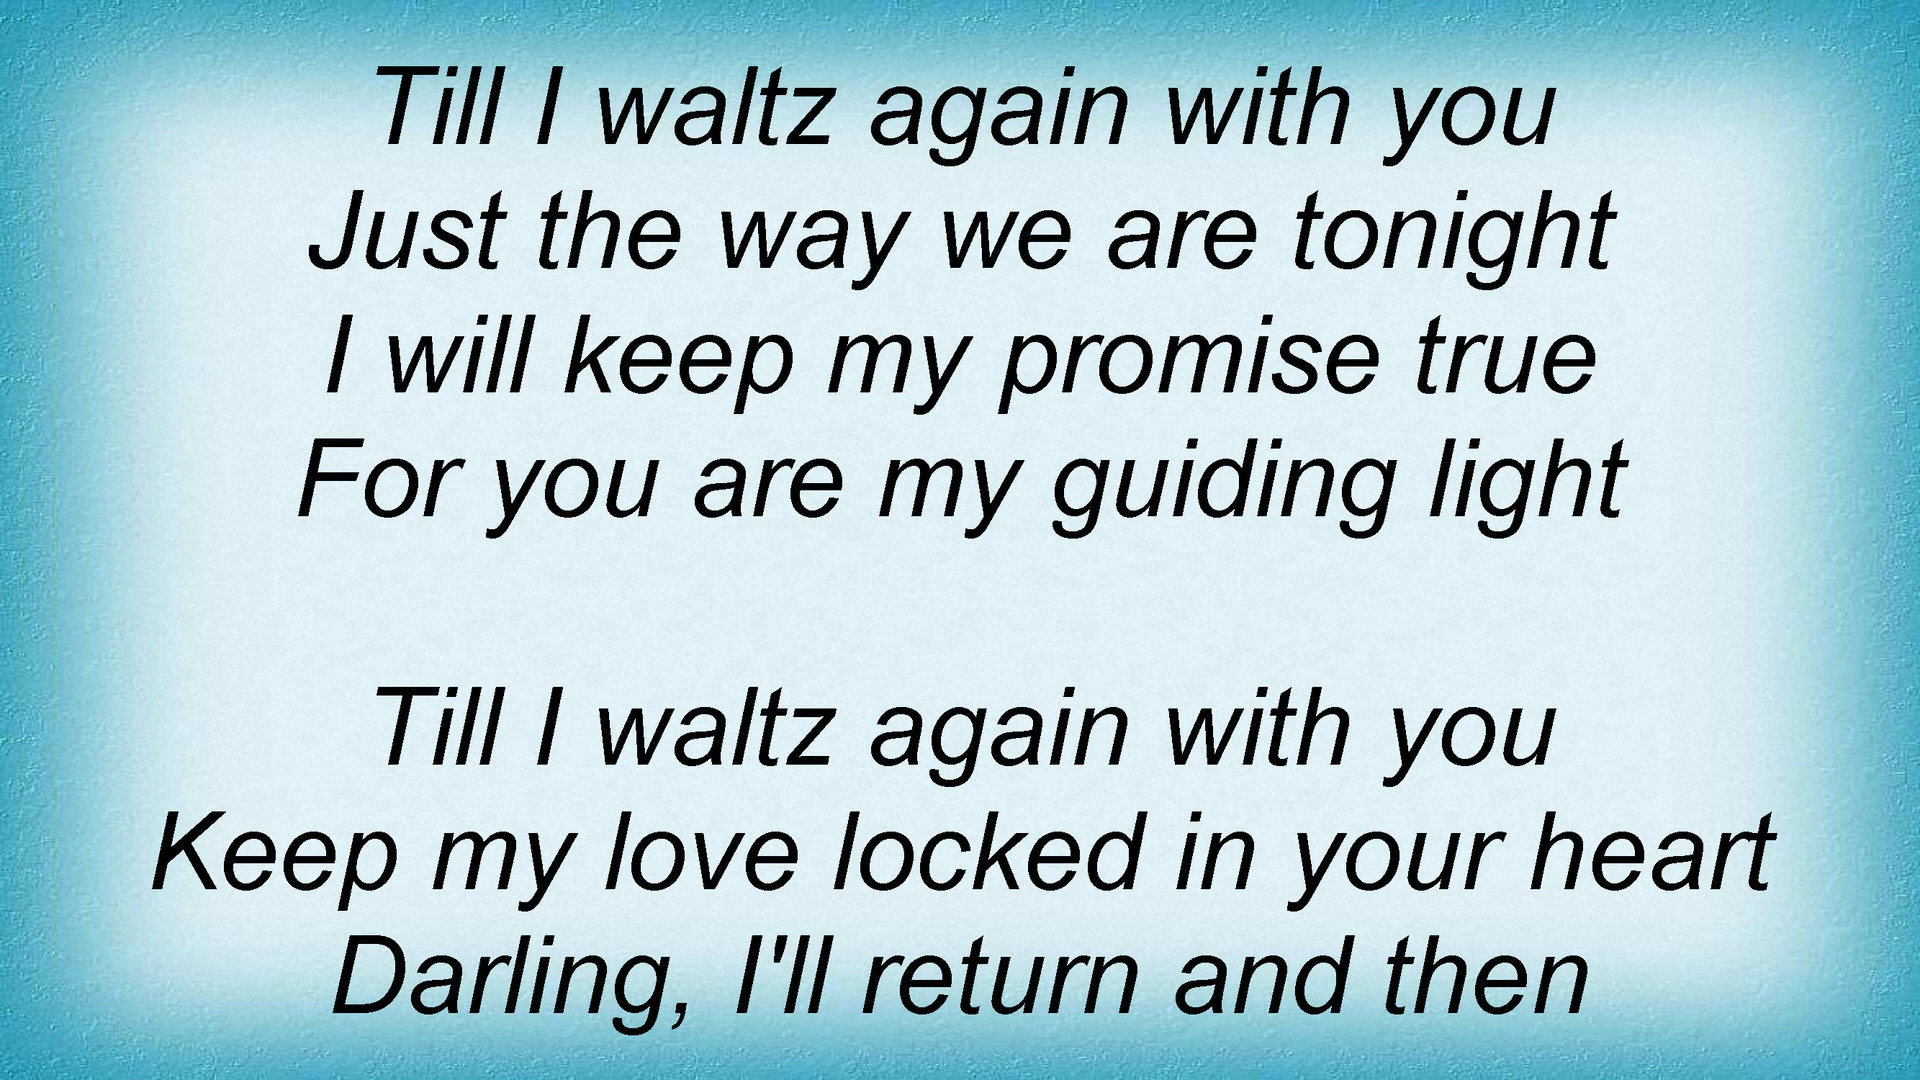 Till I waltz again with you
Just the way we are tonight
I will keep my promise true
For you are my guiding light

Till I waltz again with you
Keep my love locked in your heart
Darling, I'll return and then